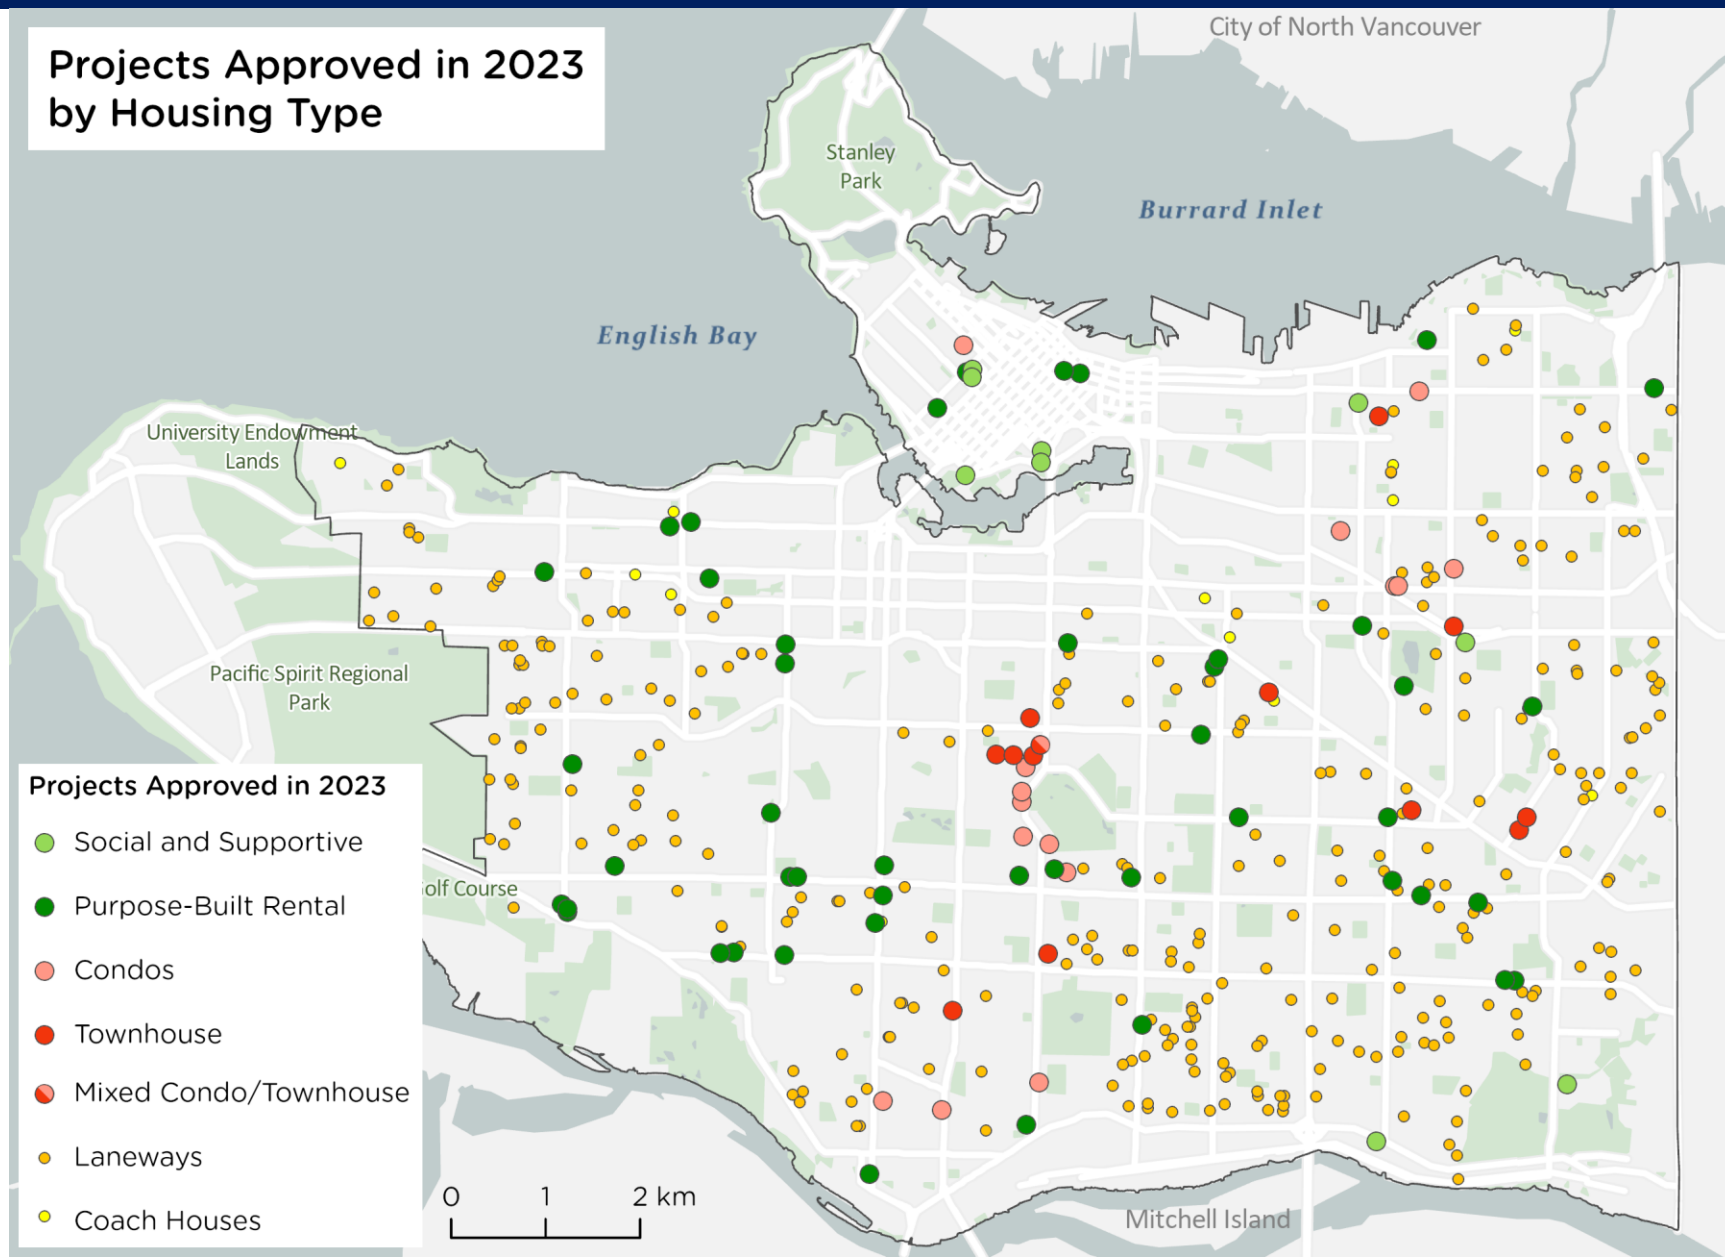 Projects Approved in 2023
by Housing Type
City of North Vancouver
Stanley
Park
Burrard Inlet
English Bay
University Endowment
Lands
Pacific Spirit Regional
Park
olf Course
Projects Approved in 2023
Social and Supportive
Purpose-Built Rental
Condos
Townhouse
Mixed Condo/Townhouse
Laneways
Coach Houses
0 1 2 km
Mitchell Island